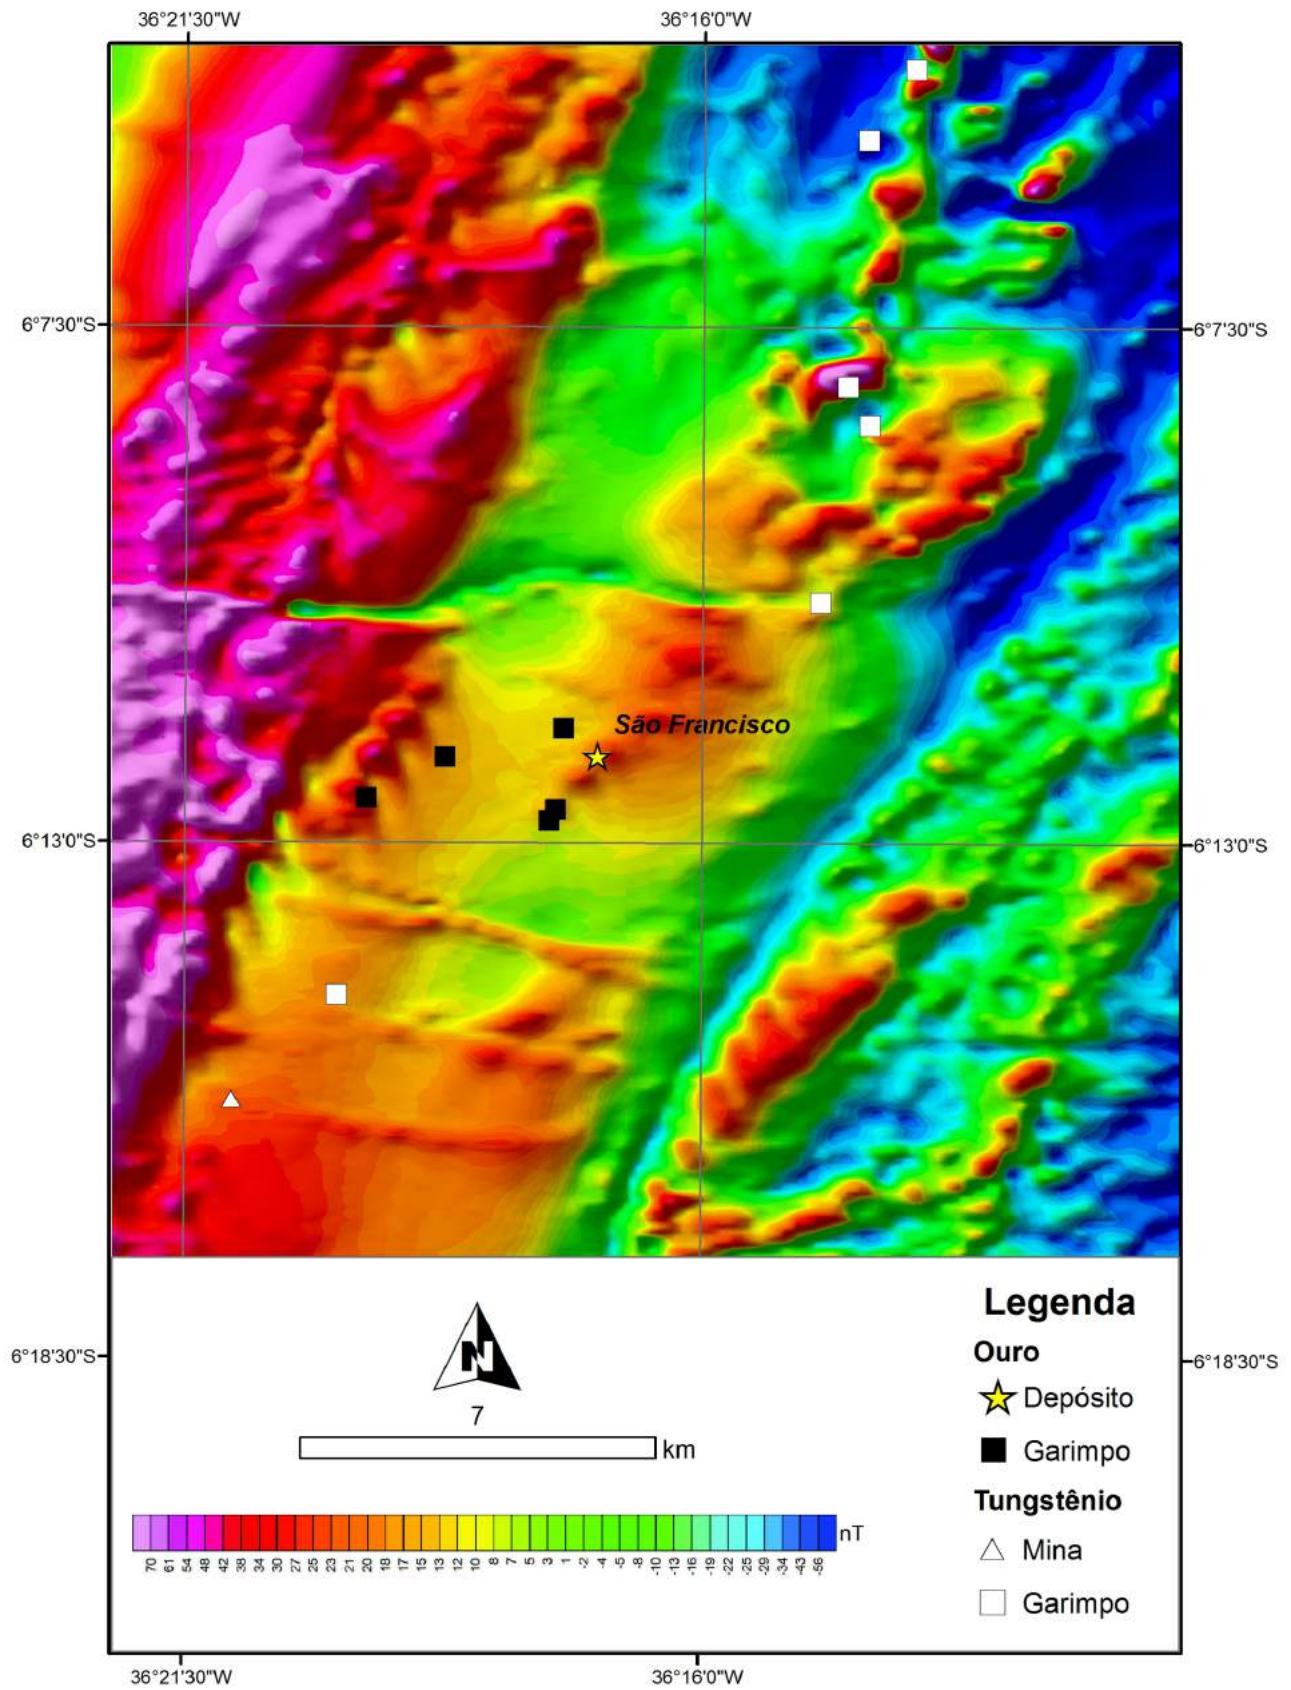 36°21'30"W 36°16'0"W
6°7'30"S 6°7'30"S
São Francisco
6°13'0"S 6°13'0"S
Legenda
Ouro
6°18'30"S N 6°18'30"S
Depósito
7
km
Garimpo
Tungstênio
nT
Mina
70 61 54 48 42 38 34 30 27 25 23 21 20 18 17 15 13 12 10 8 7 5 3 1 -2 -4 -5 -8 -10 -13 -16 -19 -22 -25 -29 -34 -43 -56
Garimpo
36°21'30"W 36°16'0"W